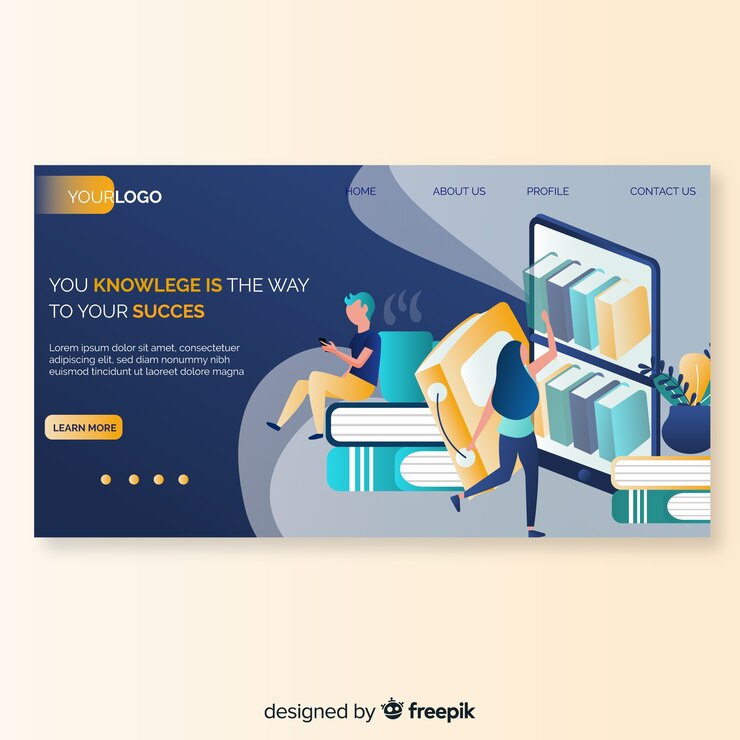 YOURLOGO
HOME ABOUT US PROFILE CONTACT US
YOU KNOWLEGE IS THE WAY
TO YOUR SUCCES
Lorem ipsum dolor sit amet, consectetuer
adipiscing elit, sed diam nonummy nibh
euismod tincidunt ut laoreet dolore magna
LEARN MORE
designed by freepik